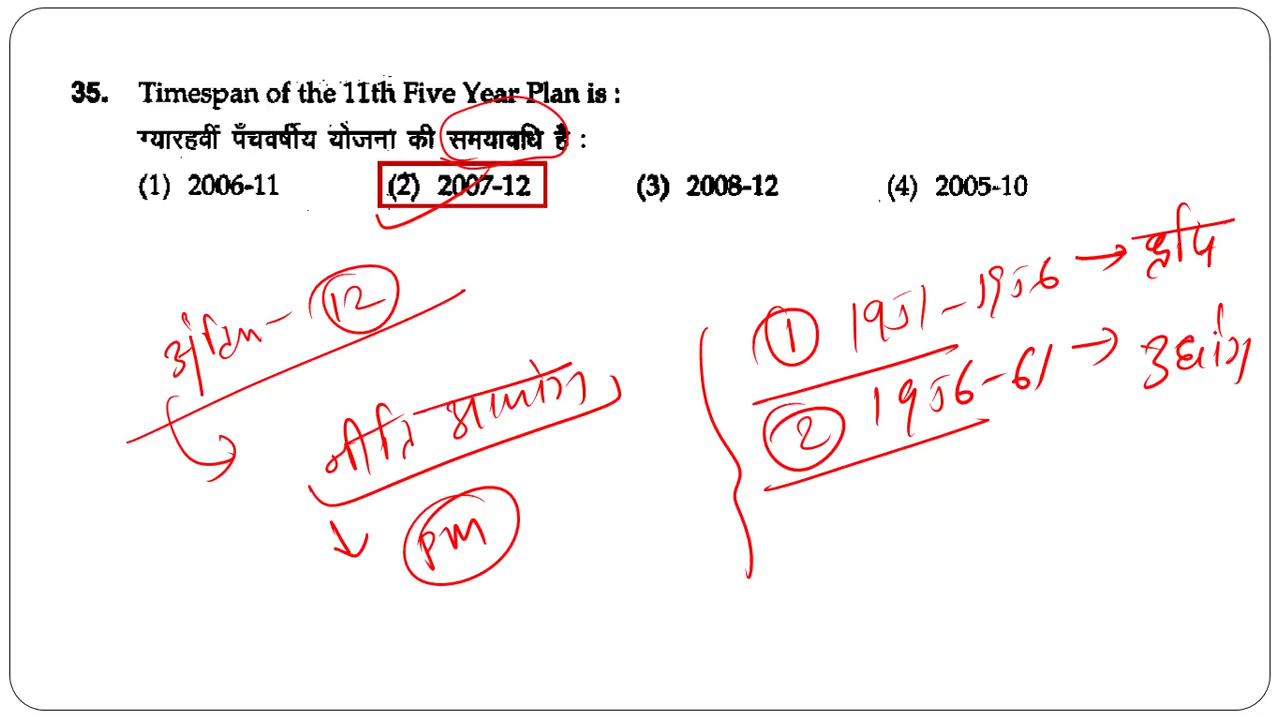 35. Timespan of the 11th Five Year Plan is :
ग्यारहवीं पँचवर्षीय योजना की समयावधि है :
(1) 2006-11 (2) 2007-12 (3) 2008-12 (4) 2005-10
अंतिम - 12
नीति आयोग
PM
1 1951-1956 → कृषि
2 1956-61 → उद्योग